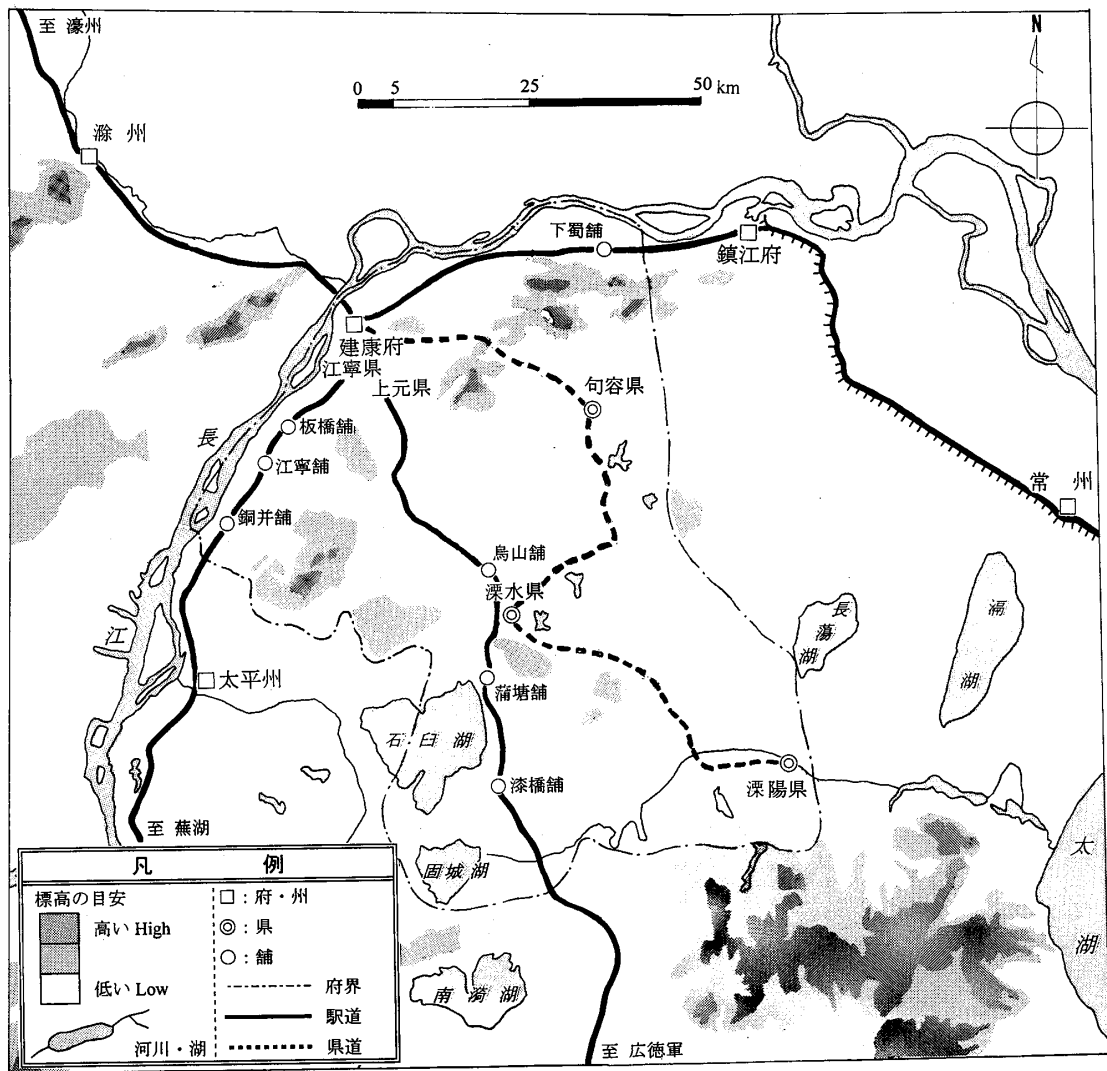 至 濠州
N
0 5 25 50 km
滁 州
下蜀舗
鎮江府
建康府
江寧県
上元県
句容県
板橋舗
長
江寧舗
常 州
銅井舗
烏山舗
溧水県
長蕩湖
滆湖
江
太平州
蒲塘舗
石臼湖
漆橋舗
溧陽県
至 蕪湖
固城湖
太湖
南漪湖
至 広徳軍
凡 例
標高の目安
高い High
低い Low
河川・湖
□:府・州
◎:県
○:舗
府界
駅道
県道